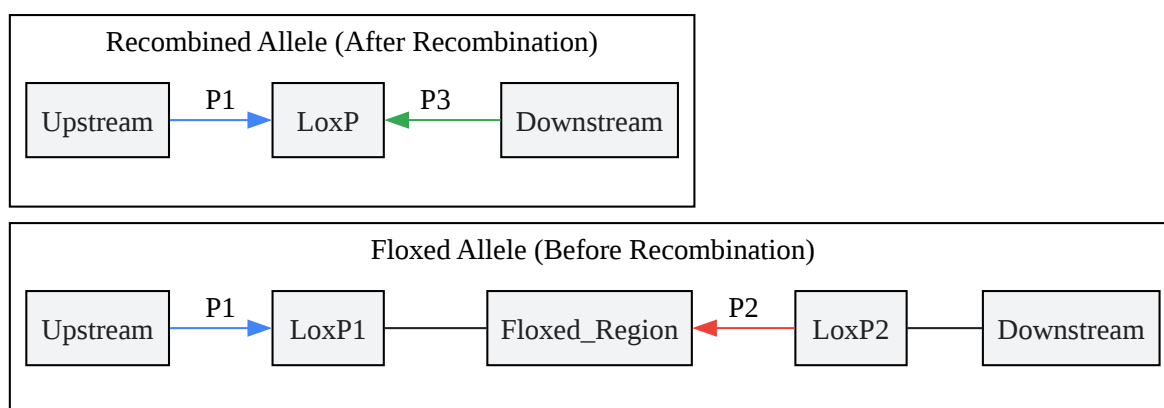 Recombined Allele (After Recombination)
Upstream P1 LoxP P3 Downstream
Floxed Allele (Before Recombination)
Upstream P1 LoxP1 Floxed_Region P2 LoxP2 Downstream